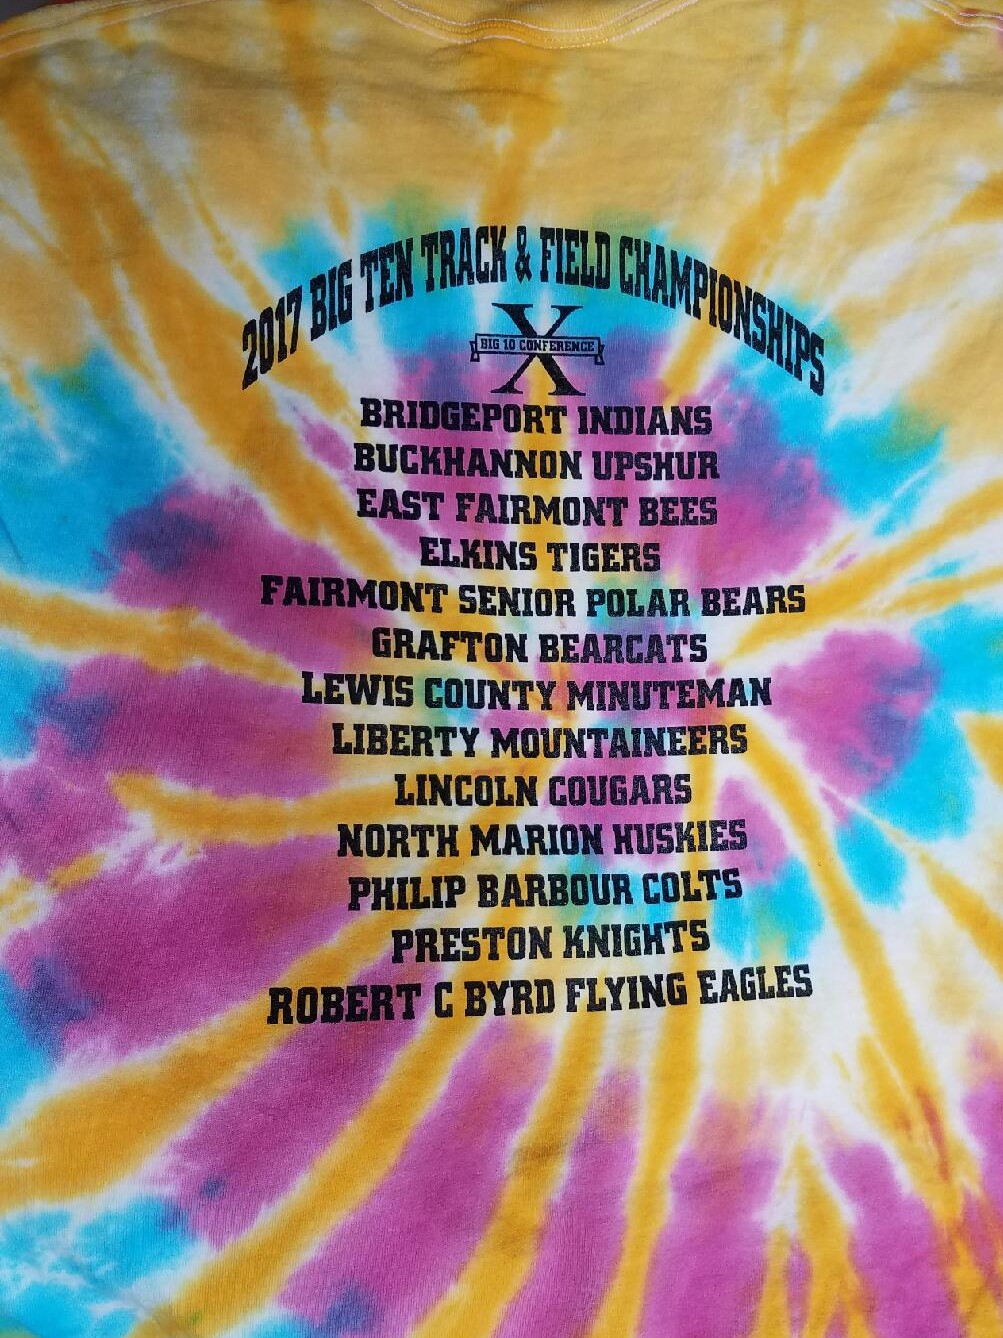 2017 BIG TEN TRACK & FIELD CHAMPIONSHIPS
X
BIG 10 CONFERENCE
BRIDGEPORT INDIANS
BUCKHANNON UPSHUR
EAST FAIRMONT BEES
ELKINS TIGERS
FAIRMONT SENIOR POLAR BEARS
GRAFTON BEARCATS
LEWIS COUNTY MINUTEMAN
LIBERTY MOUNTAINEERS
LINCOLN COUGARS
NORTH MARION HUSKIES
PHILIP BARBOUR COLTS
PRESTON KNIGHTS
ROBERT C BYRD FLYING EAGLES